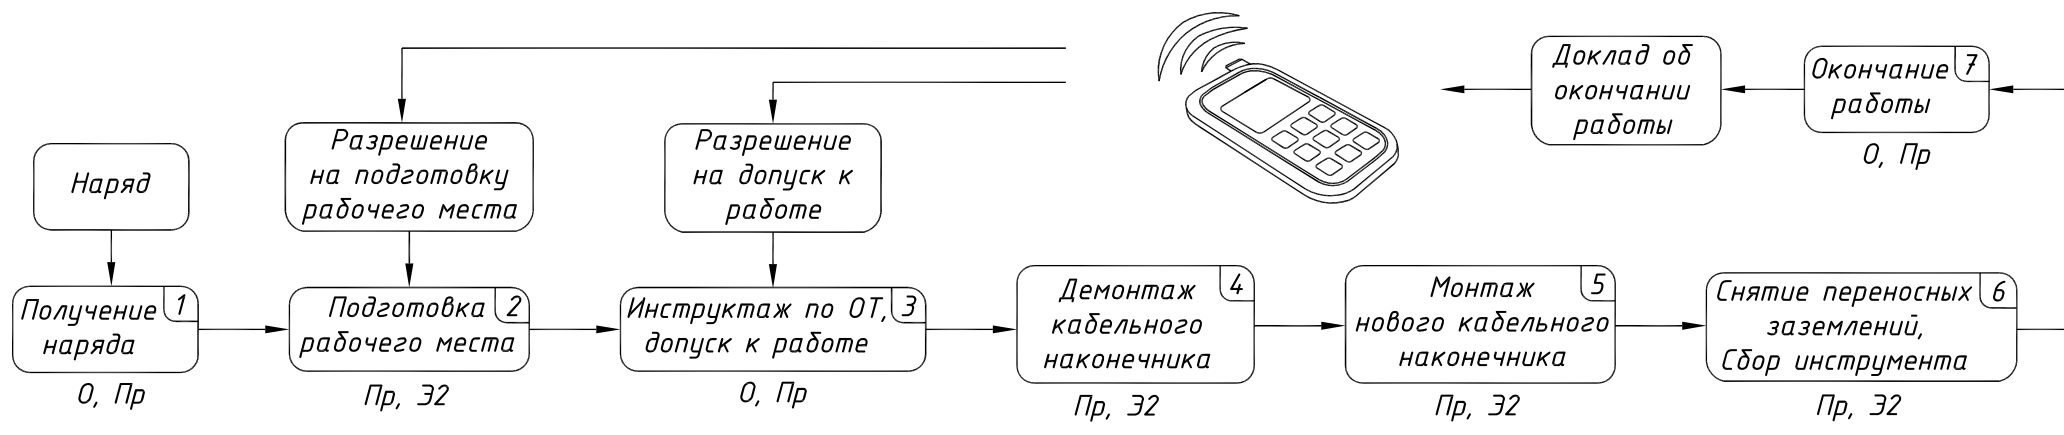 Наряд
Получение 1
наряда
О, Пр
Разрешение
на подготовку
рабочего места
Подготовка 2
рабочего места
Пр, Э2
Разрешение
на допуск к
работе
Инструктаж по ОТ, 3
допуск к работе
О, Пр
Демонтаж 4
кабельного
наконечника
Пр, Э2
Монтаж 5
нового кабельного
наконечника
Пр, Э2
Снятие переносных 6
заземлений,
Сбор инструмента
Пр, Э2
Окончание 7
работы
О, Пр
Доклад об
окончании
работы